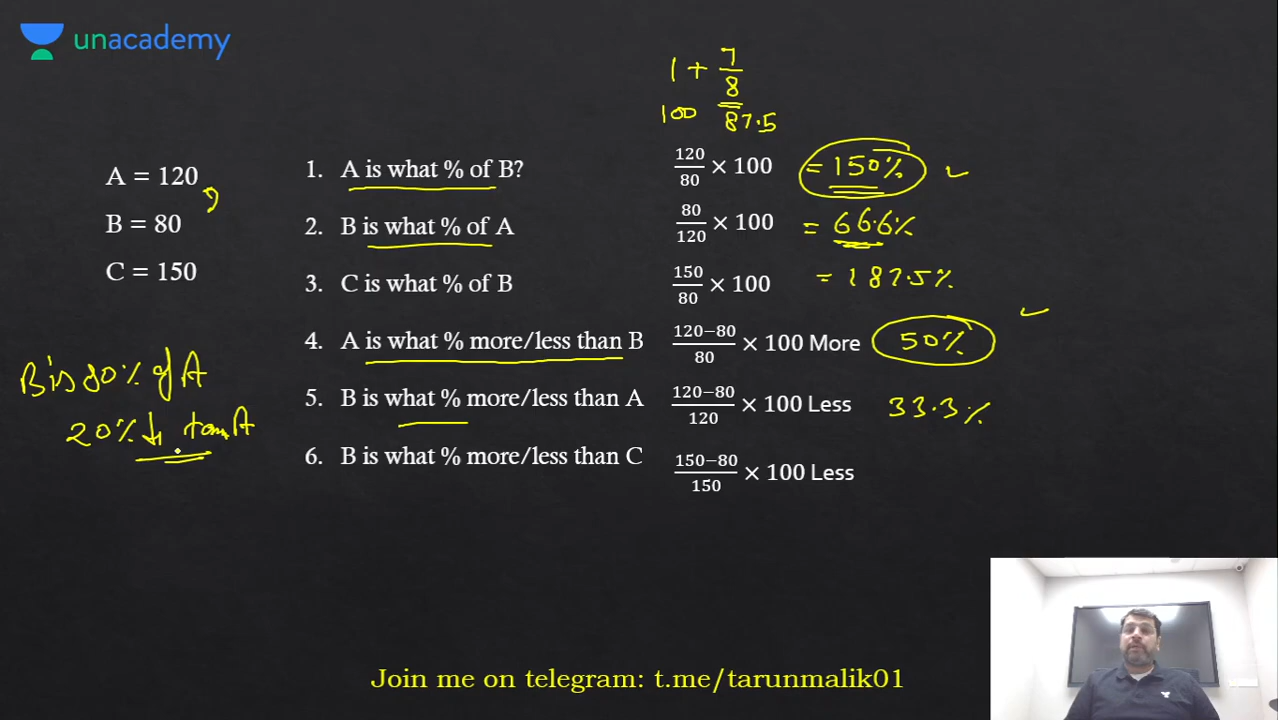 unacademy
1 + 7/8
100 87.5
A = 120
B = 80
C = 150
1. A is what % of B? 120/80 × 100 = 150%
2. B is what % of A 80/120 × 100 = 66.6%
3. C is what % of B 150/80 × 100 = 187.5%
4. A is what % more/less than B 120−80/80 × 100 More 50%
5. B is what % more/less than A 120−80/120 × 100 Less 33.3%
6. B is what % more/less than C 150−80/150 × 100 Less
B is 80% of A
20% ↓ than A
Join me on telegram: t.me/tarunmalik01